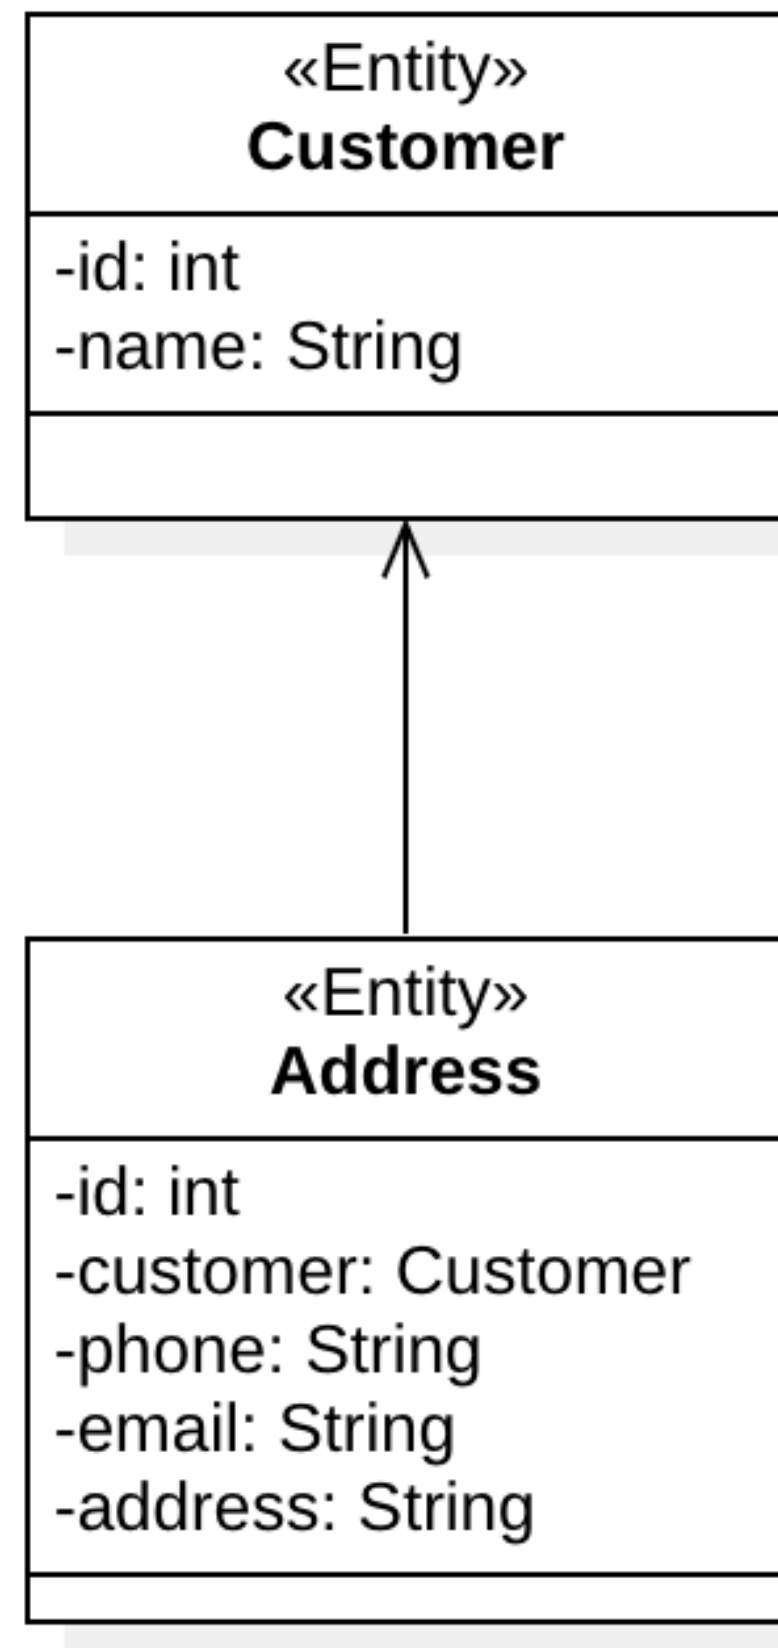 «Entity»
Customer
-id: int
-name: String
«Entity»
Address
-id: int
-customer: Customer
-phone: String
-email: String
-address: String